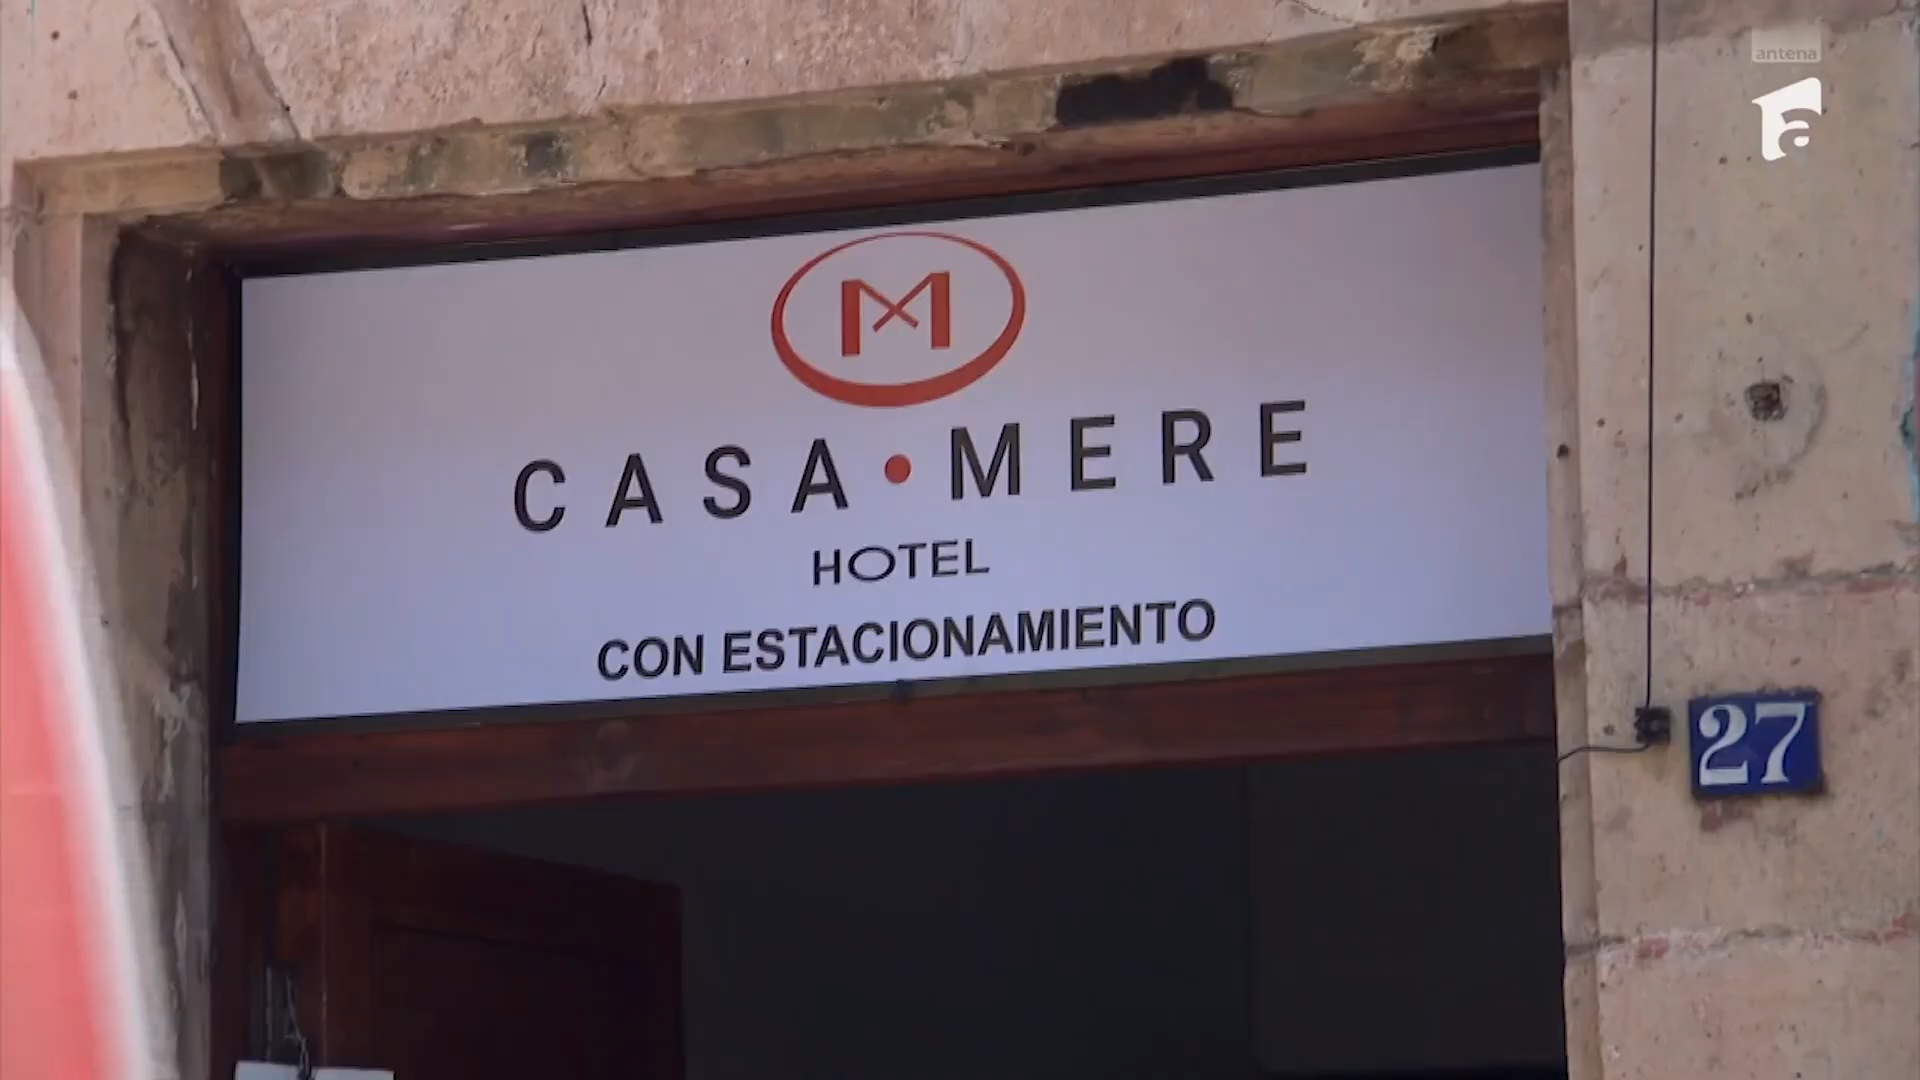 antena
a
M
CASA•MERE
HOTEL
CON ESTACIONAMIENTO
27